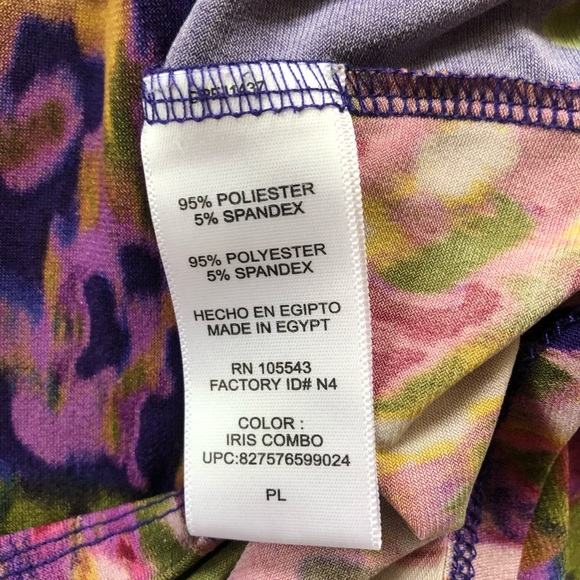 95% POLIESTER
5% SPANDEX
95% POLYESTER
5% SPANDEX
HECHO EN EGIPTO
MADE IN EGYPT
RN 105543
FACTORY ID# N4
COLOR :
IRIS COMBO
UPC:827576599024
PL